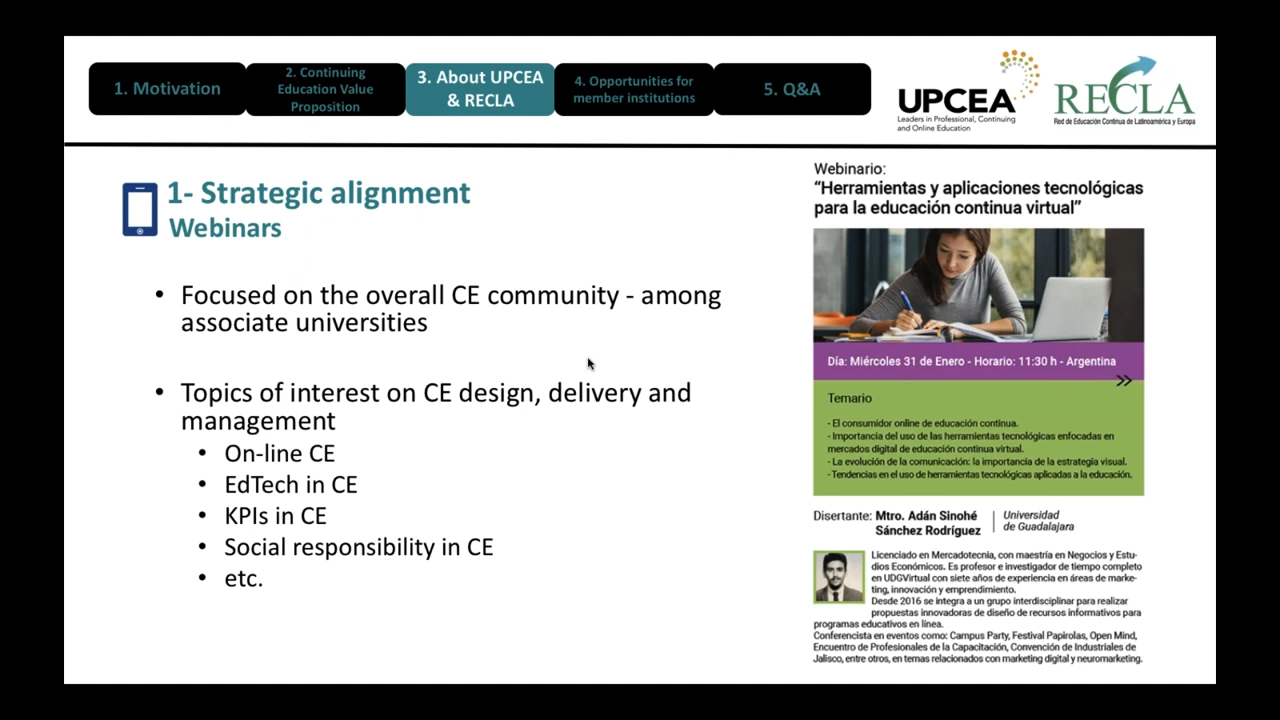 1. Motivation
2. Continuing
Education Value
Proposition
3. About UPCEA
& RECLA
4. Opportunities for
member institutions
5. Q&A
UPCEA
Leaders in Professional, Continuing
and Online Education
RECLA
Red de Educación Continua de Latinoamérica y Europa
1- Strategic alignment
Webinars
• Focused on the overall CE community - among
associate universities
• Topics of interest on CE design, delivery and
management
• On-line CE
• EdTech in CE
• KPIs in CE
• Social responsibility in CE
• etc.
Webinario:
“Herramientas y aplicaciones tecnológicas
para la educación continua virtual”
Día: Miércoles 31 de Enero - Horario: 11:30 h - Argentina
Temario
- El consumidor online de educación continua.
- Importancia del uso de las herramientas tecnológicas enfocadas en
mercados digital de educación continua virtual.
- La evolución de la comunicación: la importancia de la estrategia visual.
- Tendencias en el uso de herramientas tecnológicas aplicadas a la educación.
Disertante: Mtro. Adán Sinohé
Sánchez Rodríguez
Universidad
de Guadalajara
Licenciado en Mercadotecnia, con maestría en Negocios y Estu-
dios Económicos. Es profesor e investigador de tiempo completo
en UDGVirtual con siete años de experiencia en áreas de marke-
ting, innovación y emprendimiento.
Desde 2016 se integra a un grupo interdisciplinar para realizar
propuestas innovadoras de diseño de recursos informativos para
programas educativos en línea.
Conferencista en eventos como: Campus Party, Festival Papirolas, Open Mind,
Encuentro de Profesionales de la Capacitación, Convención de Industriales de
Jalisco, entre otros, en temas relacionados con marketing digital y neuromarketing.